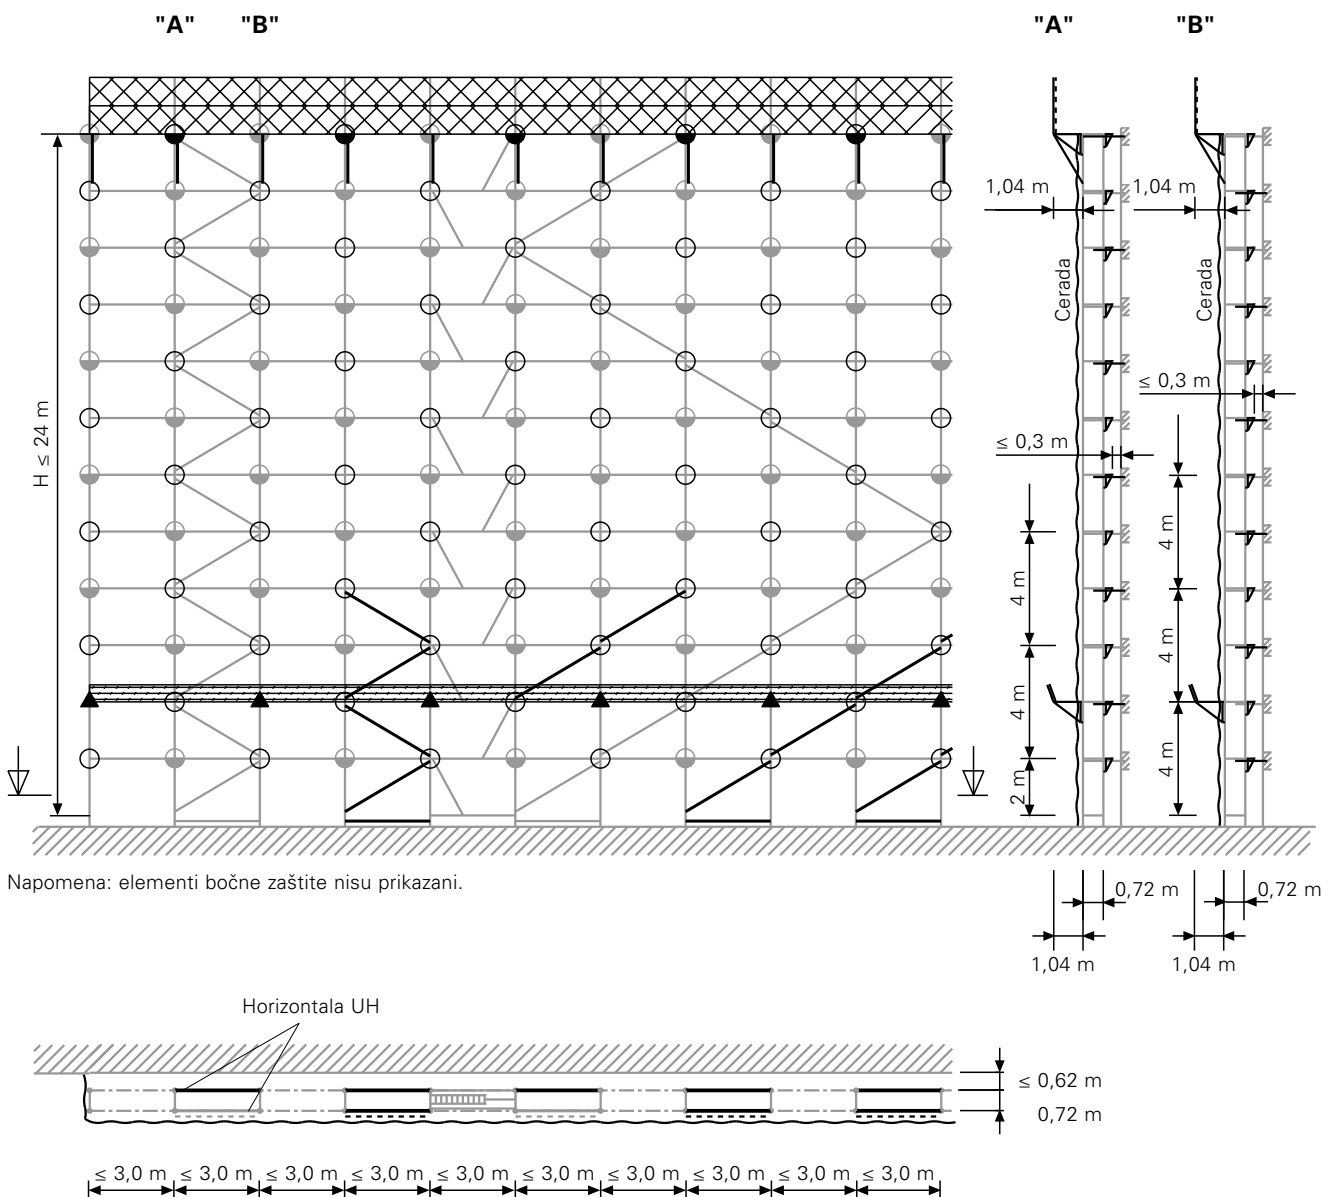 "A" "B" "A" "B"
1,04 m 1,04 m
Cerada Cerada
≤ 0,3 m
H ≤ 24 m
≤ 0,3 m
4 m 4 m
4 m 4 m
2 m 4 m
Napomena: elementi bočne zaštite nisu prikazani.
0,72 m 0,72 m
1,04 m 1,04 m
Horizontala UH
≤ 0,62 m
0,72 m
≤ 3,0 m ≤ 3,0 m ≤ 3,0 m ≤ 3,0 m ≤ 3,0 m ≤ 3,0 m ≤ 3,0 m ≤ 3,0 m ≤ 3,0 m ≤ 3,0 m